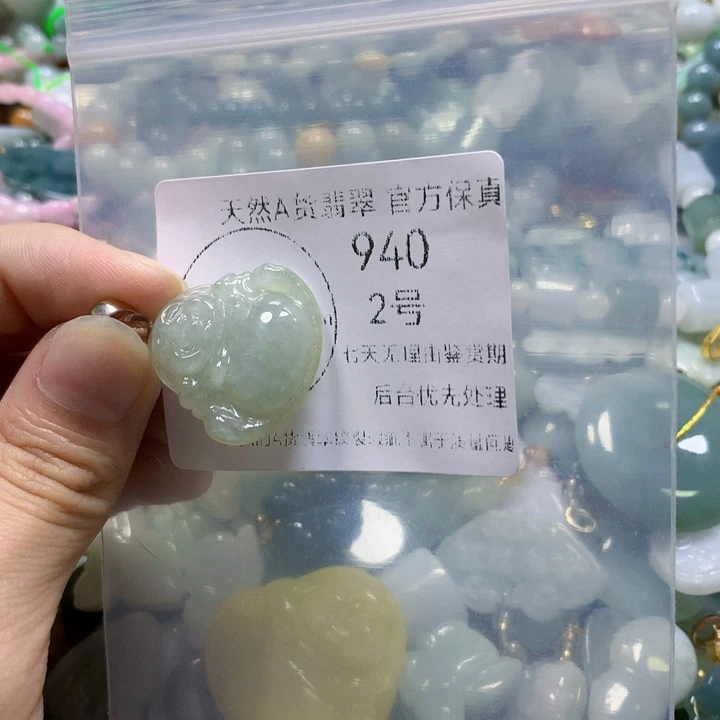 天然A货翡翠 官方保真
940
2号
七天无理由鉴赏期
后台优先处理